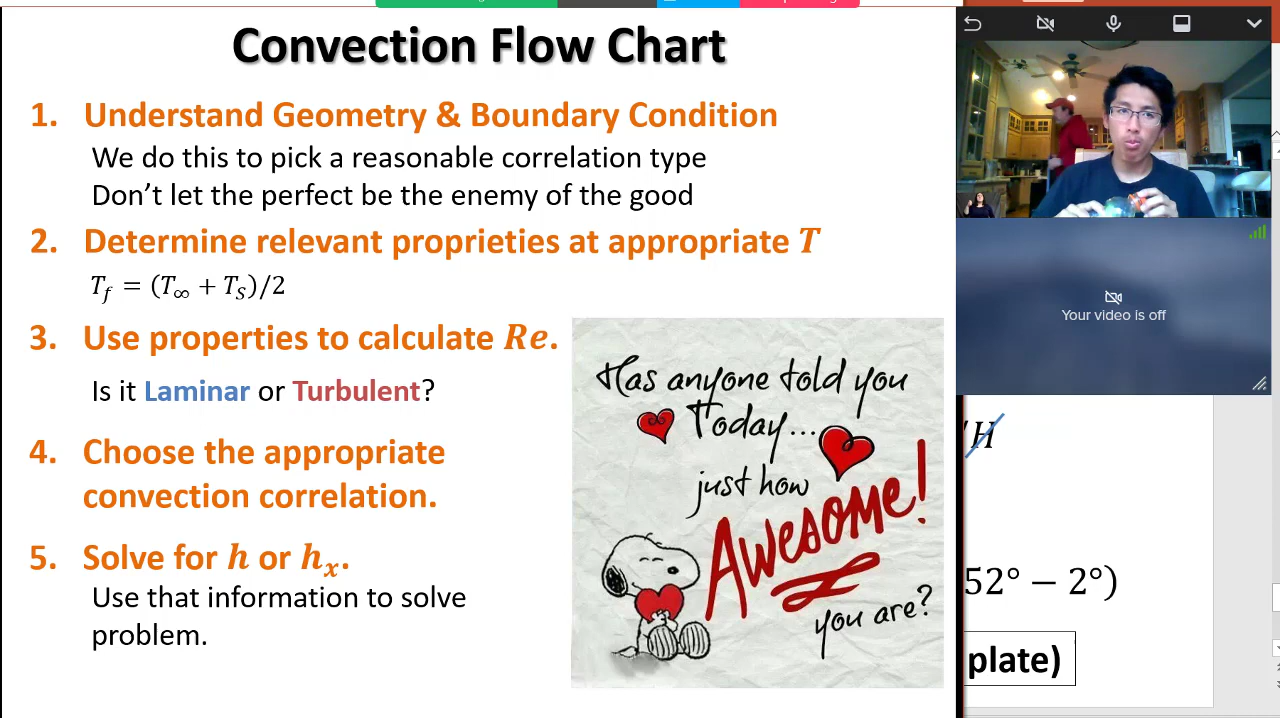 Convection Flow Chart
1. Understand Geometry & Boundary Condition
We do this to pick a reasonable correlation type
Don't let the perfect be the enemy of the good
2. Determine relevant proprieties at appropriate T
T_f = (T_∞ + T_S)/2
3. Use properties to calculate Re.
Is it Laminar or Turbulent?
4. Choose the appropriate
convection correlation.
5. Solve for h or h_x.
Use that information to solve
problem.
Has anyone told you
Today...
just how
Awesome!
you are?
Your video is off
H
52° − 2°)
plate)